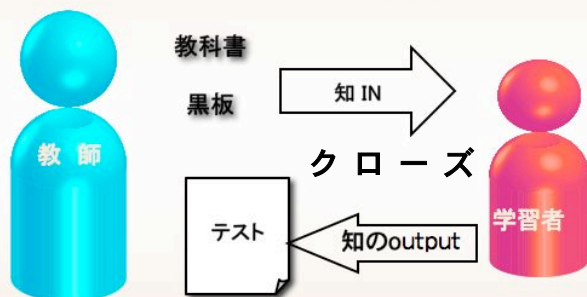 教科書
黒板
知 IN
教 師
ク ロ ー ズ
学習者
テスト
知のoutput